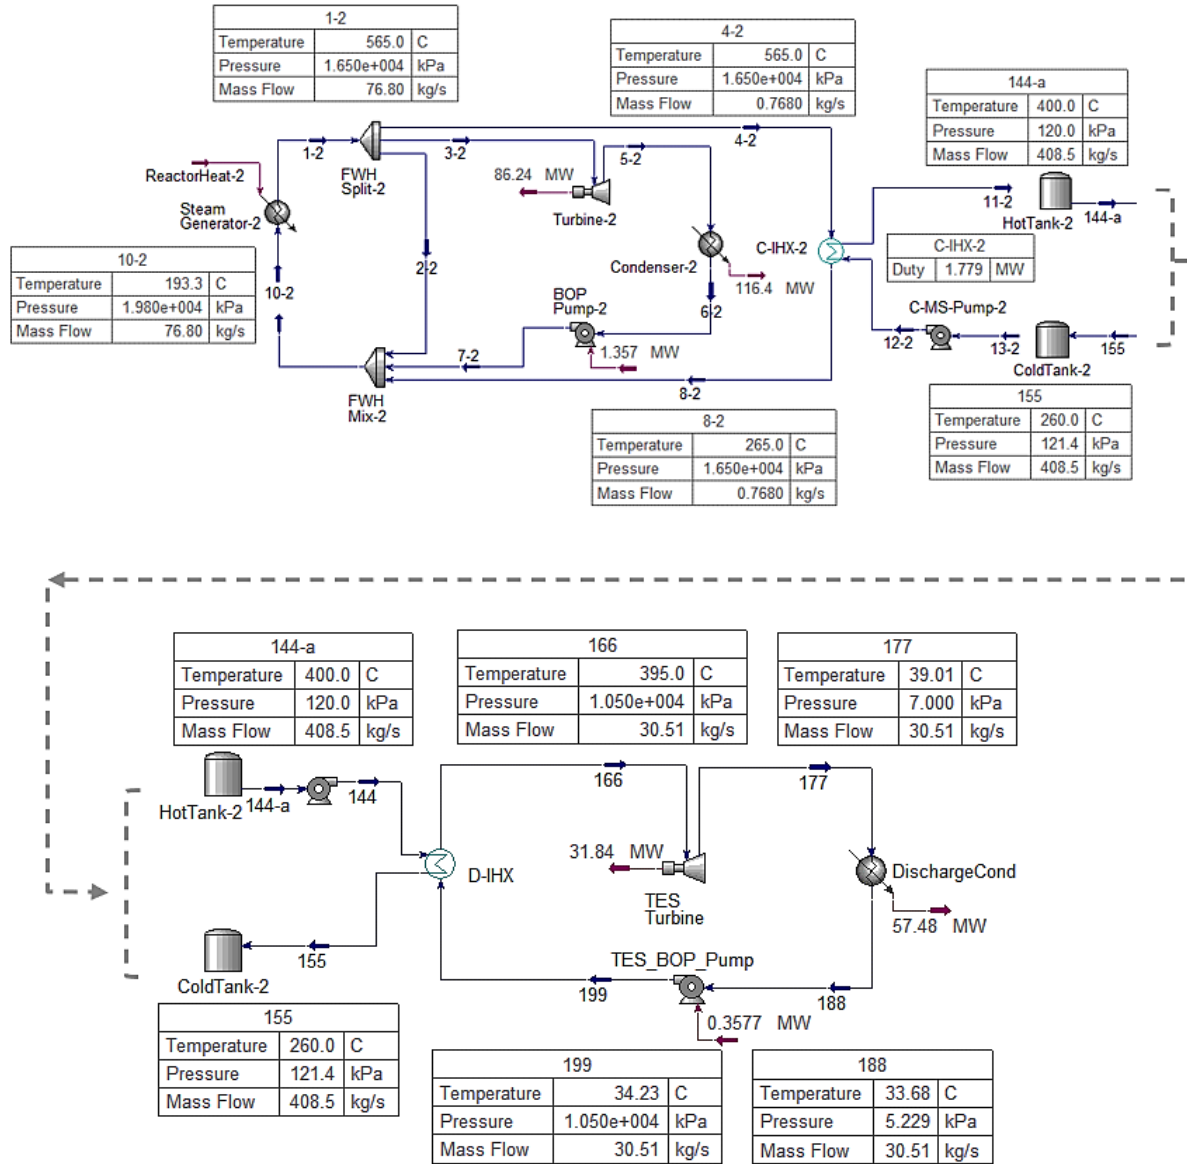 1-2
Temperature 565.0 C
Pressure 1.650e+004 kPa
Mass Flow 76.80 kg/s
4-2
Temperature 565.0 C
Pressure 1.650e+004 kPa
Mass Flow 0.7680 kg/s
144-a
Temperature 400.0 C
Pressure 120.0 kPa
Mass Flow 408.5 kg/s
1-2
3-2
4-2
5-2
ReactorHeat-2
FWH
Split-2
86.24 MW
Turbine-2
Steam
Generator-2
11-2
HotTank-2
144-a
10-2
Temperature 193.3 C
Pressure 1.980e+004 kPa
Mass Flow 76.80 kg/s
10-2
2-2
Condenser-2
116.4 MW
C-IHX-2
C-IHX-2
Duty 1.779 MW
BOP
Pump-2
6-2
C-MS-Pump-2
7-2
1.357 MW
12-2
13-2
155
ColdTank-2
FWH
Mix-2
8-2
8-2
Temperature 265.0 C
Pressure 1.650e+004 kPa
Mass Flow 0.7680 kg/s
155
Temperature 260.0 C
Pressure 121.4 kPa
Mass Flow 408.5 kg/s
144-a
Temperature 400.0 C
Pressure 120.0 kPa
Mass Flow 408.5 kg/s
166
Temperature 395.0 C
Pressure 1.050e+004 kPa
Mass Flow 30.51 kg/s
177
Temperature 39.01 C
Pressure 7.000 kPa
Mass Flow 30.51 kg/s
HotTank-2
144-a
144
166
177
D-IHX
31.84 MW
TES
Turbine
DischargeCond
57.48 MW
ColdTank-2
155
TES_BOP_Pump
199
188
0.3577 MW
155
Temperature 260.0 C
Pressure 121.4 kPa
Mass Flow 408.5 kg/s
199
Temperature 34.23 C
Pressure 1.050e+004 kPa
Mass Flow 30.51 kg/s
188
Temperature 33.68 C
Pressure 5.229 kPa
Mass Flow 30.51 kg/s